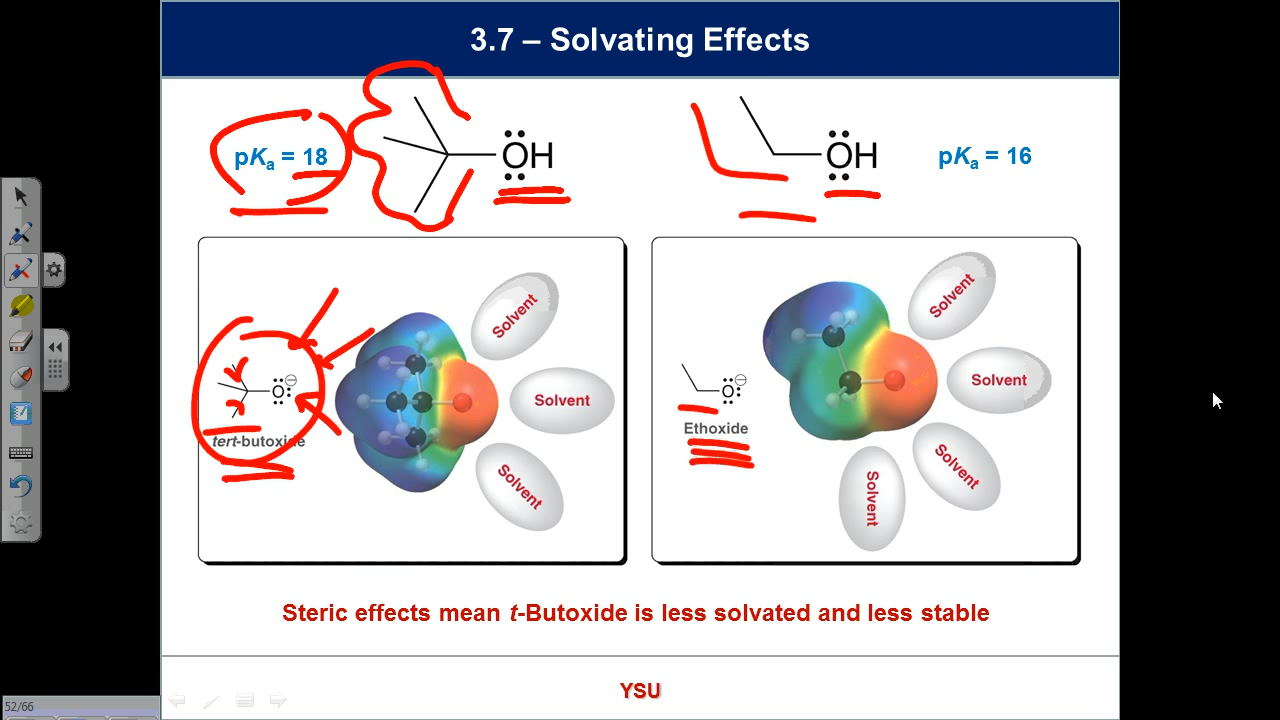 3.7 – Solvating Effects
pKa = 18
ÖH
ÖH
pKa = 16
Solvent
Solvent
Solvent
O
tert-butoxide
Solvent
Solvent
Solvent
Solvent
O
Ethoxide
Steric effects mean t-Butoxide is less solvated and less stable
YSU
52/66